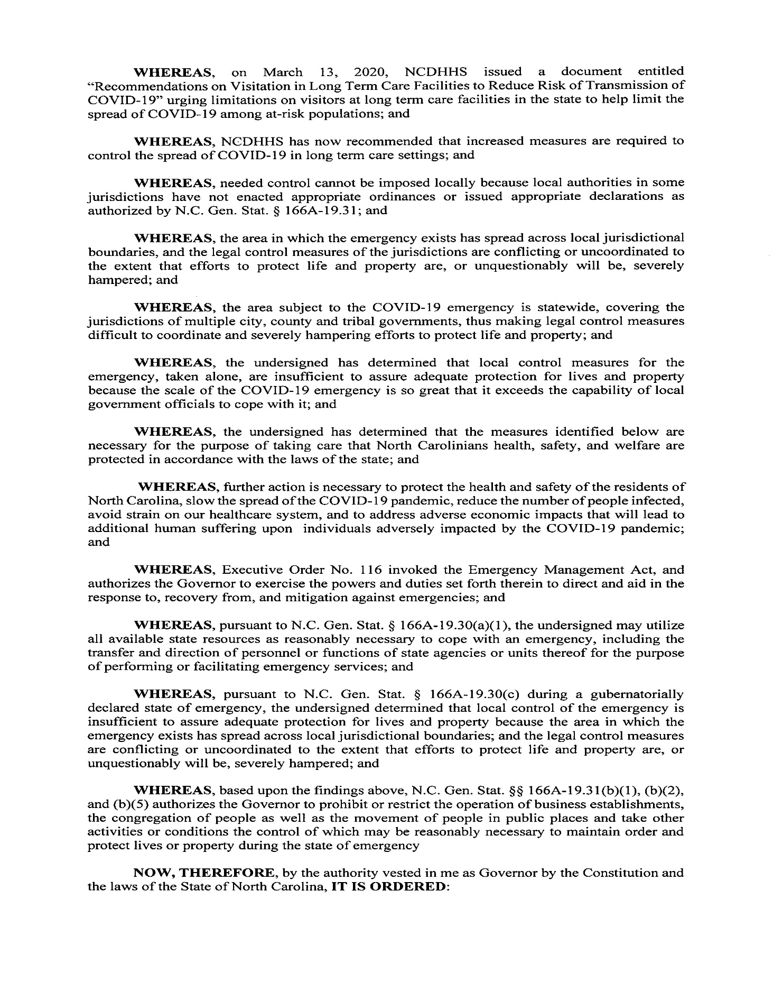 WHEREAS, on March 13, 2020, NCDHHS issued a document entitled
“Recommendations on Visitation in Long Term Care Facilities to Reduce Risk of Transmission of
COVID-19” urging limitations on visitors at long term care facilities in the state to help limit the
spread of COVID-19 among at-risk populations; and
WHEREAS, NCDHHS has now recommended that increased measures are required to
control the spread of COVID-19 in long term care settings; and
WHEREAS, needed control cannot be imposed locally because local authorities in some
jurisdictions have not enacted appropriate ordinances or issued appropriate declarations as
authorized by N.C. Gen. Stat. § 166A-19.31; and
WHEREAS, the area in which the emergency exists has spread across local jurisdictional
boundaries, and the legal control measures of the jurisdictions are conflicting or uncoordinated to
the extent that efforts to protect life and property are, or unquestionably will be, severely
hampered; and
WHEREAS, the area subject to the COVID-19 emergency is statewide, covering the
jurisdictions of multiple city, county and tribal governments, thus making legal control measures
difficult to coordinate and severely hampering efforts to protect life and property; and
WHEREAS, the undersigned has determined that local control measures for the
emergency, taken alone, are insufficient to assure adequate protection for lives and property
because the scale of the COVID-19 emergency is so great that it exceeds the capability of local
government officials to cope with it; and
WHEREAS, the undersigned has determined that the measures identified below are
necessary for the purpose of taking care that North Carolinians health, safety, and welfare are
protected in accordance with the laws of the state; and
WHEREAS, further action is necessary to protect the health and safety of the residents of
North Carolina, slow the spread of the COVID-19 pandemic, reduce the number of people infected,
avoid strain on our healthcare system, and to address adverse economic impacts that will lead to
additional human suffering upon individuals adversely impacted by the COVID-19 pandemic;
and
WHEREAS, Executive Order No. 116 invoked the Emergency Management Act, and
authorizes the Governor to exercise the powers and duties set forth therein to direct and aid in the
response to, recovery from, and mitigation against emergencies; and
WHEREAS, pursuant to N.C. Gen. Stat. § 166A-19.30(a)(1), the undersigned may utilize
all available state resources as reasonably necessary to cope with an emergency, including the
transfer and direction of personnel or functions of state agencies or units thereof for the purpose
of performing or facilitating emergency services; and
WHEREAS, pursuant to N.C. Gen. Stat. § 166A-19.30(c) during a gubernatorially
declared state of emergency, the undersigned determined that local control of the emergency is
insufficient to assure adequate protection for lives and property because the area in which the
emergency exists has spread across local jurisdictional boundaries; and the legal control measures
are conflicting or uncoordinated to the extent that efforts to protect life and property are, or
unquestionably will be, severely hampered; and
WHEREAS, based upon the findings above, N.C. Gen. Stat. §§ 166A-19.31(b)(1), (b)(2),
and (b)(5) authorizes the Governor to prohibit or restrict the operation of business establishments,
the congregation of people as well as the movement of people in public places and take other
activities or conditions the control of which may be reasonably necessary to maintain order and
protect lives or property during the state of emergency
NOW, THEREFORE, by the authority vested in me as Governor by the Constitution and
the laws of the State of North Carolina, IT IS ORDERED: